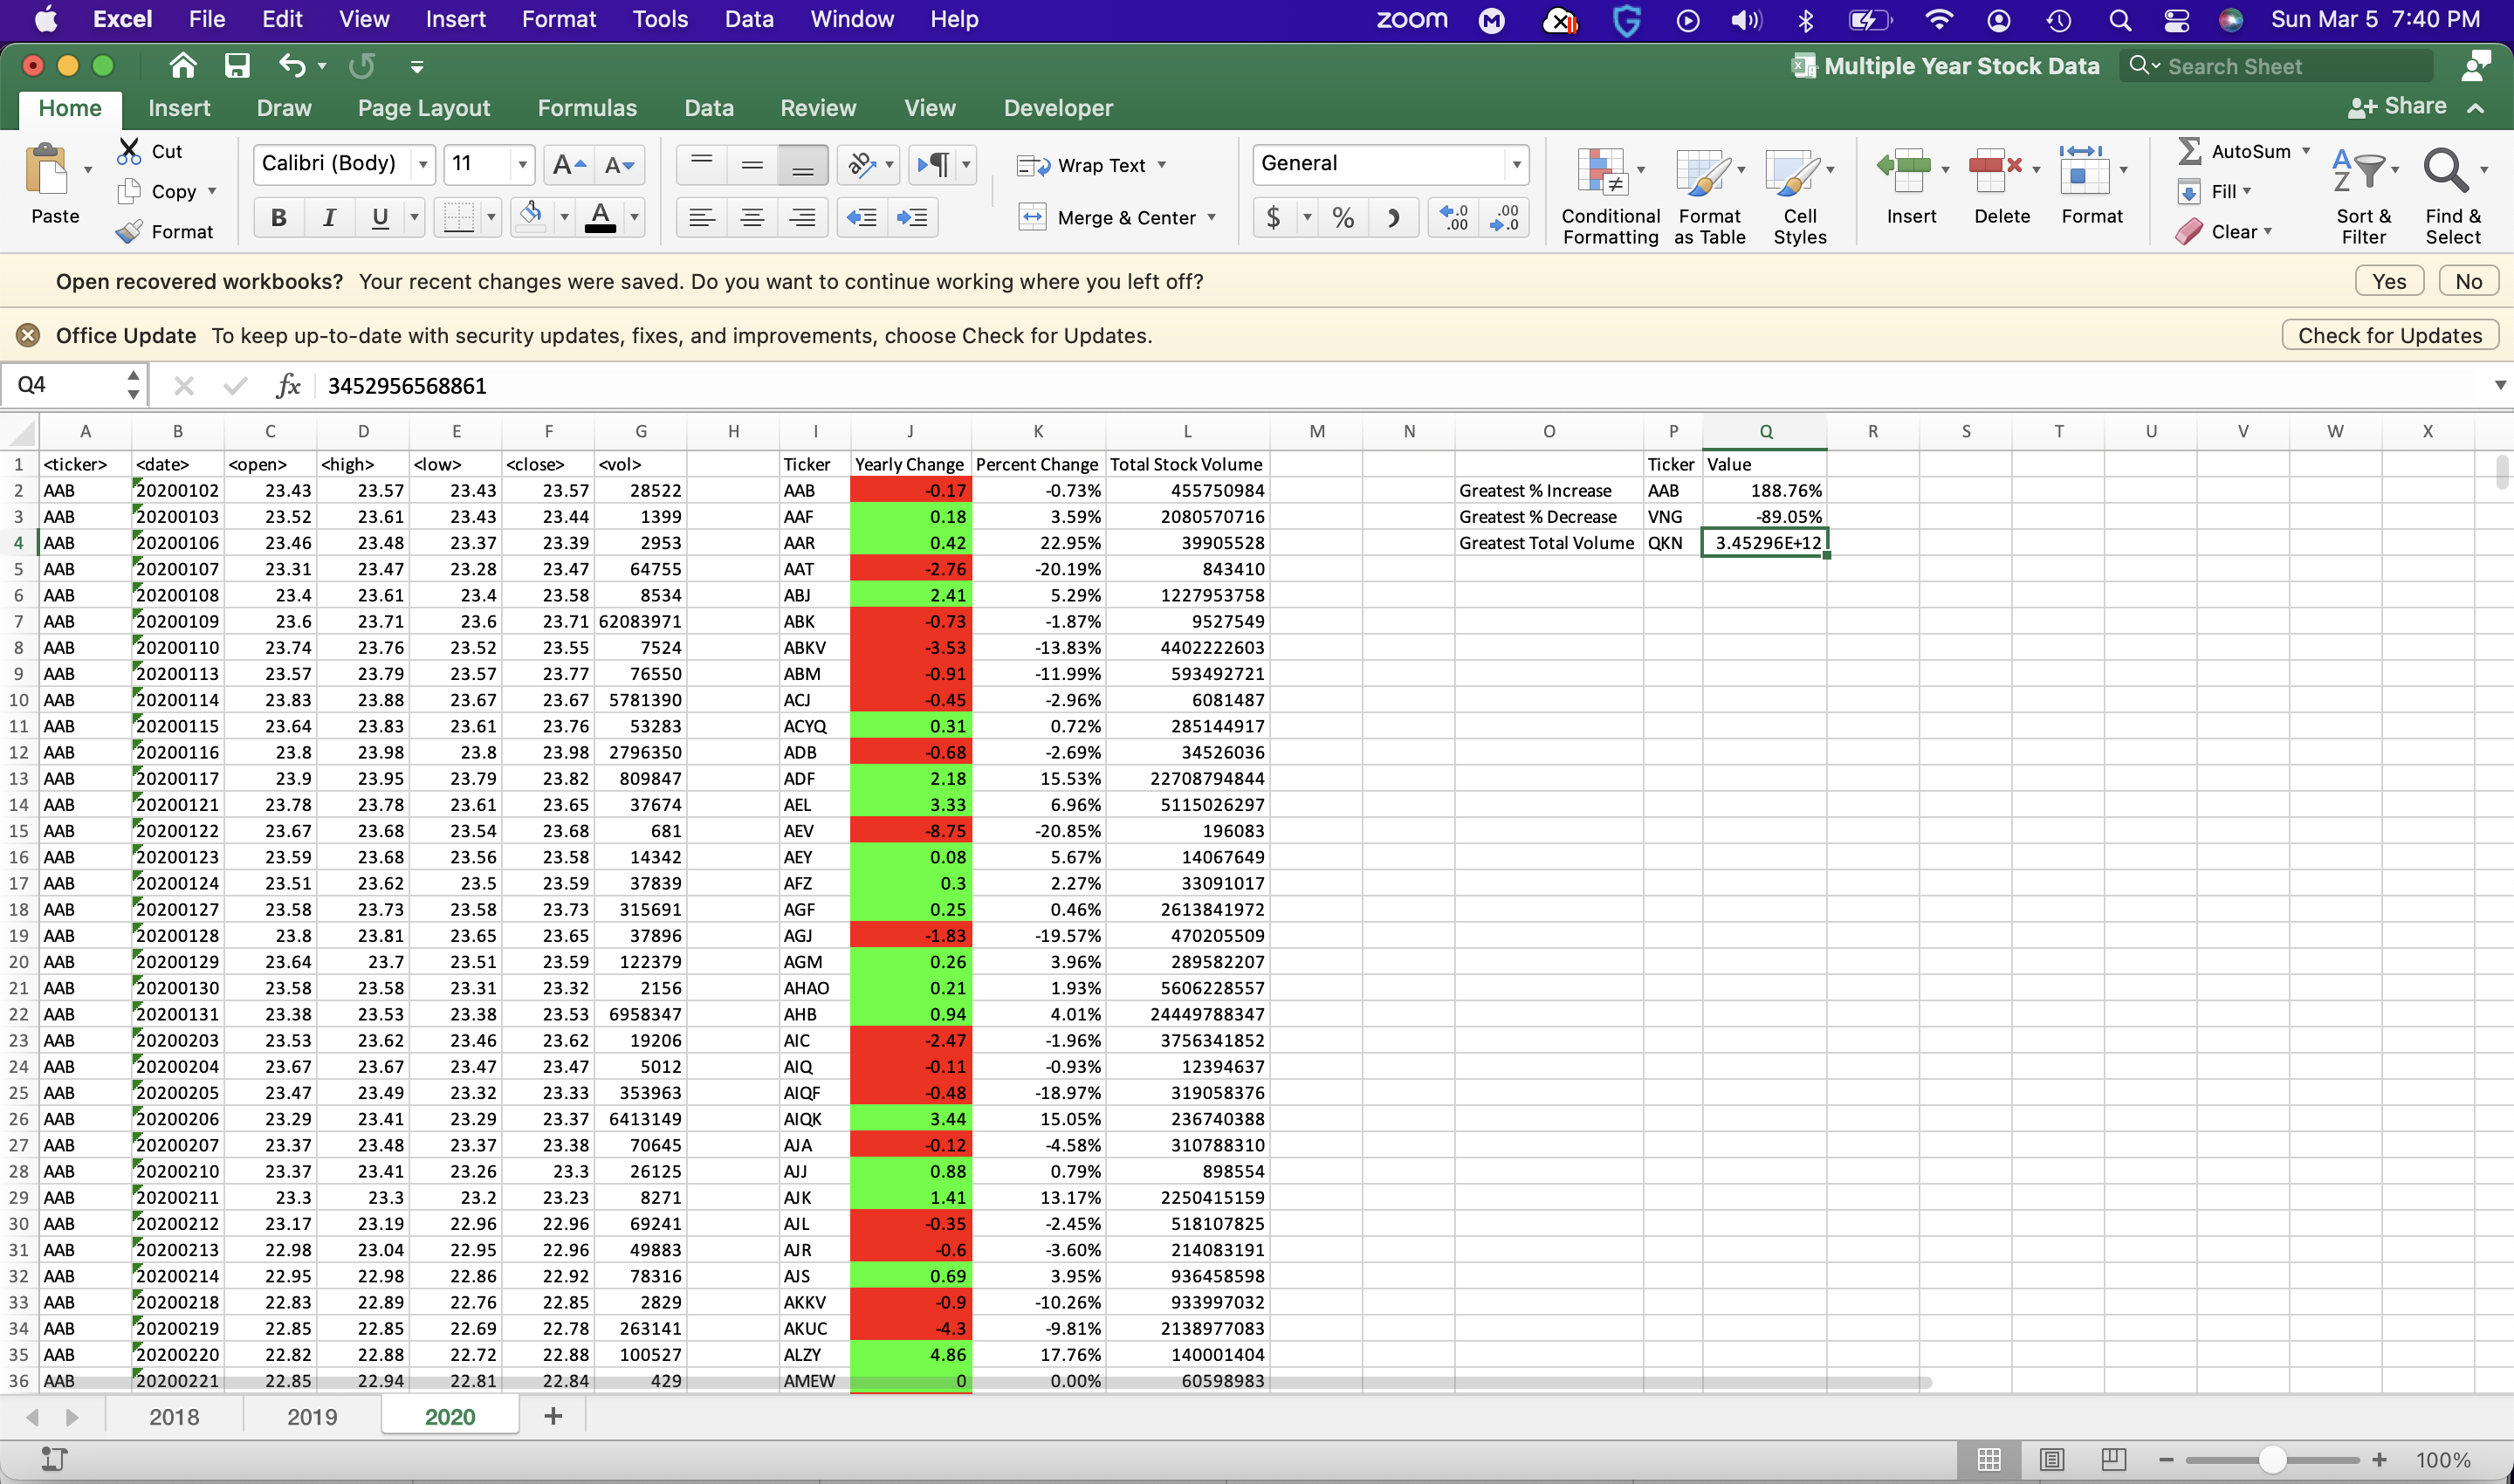 Excel File Edit View Insert Format Tools Data Window Help zoom Sun Mar 5 7:40 PM
Multiple Year Stock Data Search Sheet
Home Insert Draw Page Layout Formulas Data Review View Developer Share
Paste Cut Copy Format
Calibri (Body) 11 A A B I U A
Wrap Text Merge & Center
General $ % .0 .00 .00 .0
Conditional Formatting Format as Table Cell Styles Insert Delete Format AutoSum Fill Clear Sort & Filter Find & Select
Open recovered workbooks? Your recent changes were saved. Do you want to continue working where you left off? Yes No
Office Update To keep up-to-date with security updates, fixes, and improvements, choose Check for Updates. Check for Updates
Q4 fx 3452956568861
A B C D E F G H I J K L M N O P Q R S T U V W X
1 <ticker> <date> <open> <high> <low> <close> <vol> Ticker Yearly Change Percent Change Total Stock Volume Ticker Value
2 AAB 20200102 23.43 23.57 23.43 23.57 28522 AAB -0.17 -0.73% 455750984 Greatest % Increase AAB 188.76%
3 AAB 20200103 23.52 23.61 23.43 23.44 1399 AAF 0.18 3.59% 2080570716 Greatest % Decrease VNG -89.05%
4 AAB 20200106 23.46 23.48 23.37 23.39 2953 AAR 0.42 22.95% 39905528 Greatest Total Volume QKN 3.45296E+12
5 AAB 20200107 23.31 23.47 23.28 23.47 64755 AAT -2.76 -20.19% 843410
6 AAB 20200108 23.4 23.61 23.4 23.58 8534 ABJ 2.41 5.29% 1227953758
7 AAB 20200109 23.6 23.71 23.6 23.71 62083971 ABK -0.73 -1.87% 9527549
8 AAB 20200110 23.74 23.76 23.52 23.55 7524 ABKV -3.53 -13.83% 4402222603
9 AAB 20200113 23.57 23.79 23.57 23.77 76550 ABM -0.91 -11.99% 593492721
10 AAB 20200114 23.83 23.88 23.67 23.67 5781390 ACJ -0.45 -2.96% 6081487
11 AAB 20200115 23.64 23.83 23.61 23.76 53283 ACYQ 0.31 0.72% 285144917
12 AAB 20200116 23.8 23.98 23.8 23.98 2796350 ADB -0.68 -2.69% 34526036
13 AAB 20200117 23.9 23.95 23.79 23.82 809847 ADF 2.18 15.53% 22708794844
14 AAB 20200121 23.78 23.78 23.61 23.65 37674 AEL 3.33 6.96% 5115026297
15 AAB 20200122 23.67 23.68 23.54 23.68 681 AEV -8.75 -20.85% 196083
16 AAB 20200123 23.59 23.68 23.56 23.58 14342 AEY 0.08 5.67% 14067649
17 AAB 20200124 23.51 23.62 23.5 23.59 37839 AFZ 0.3 2.27% 33091017
18 AAB 20200127 23.58 23.73 23.58 23.73 315691 AGF 0.25 0.46% 2613841972
19 AAB 20200128 23.8 23.81 23.65 23.65 37896 AGJ -1.83 -19.57% 470205509
20 AAB 20200129 23.64 23.7 23.51 23.59 122379 AGM 0.26 3.96% 289582207
21 AAB 20200130 23.58 23.58 23.31 23.32 2156 AHAO 0.21 1.93% 5606228557
22 AAB 20200131 23.38 23.53 23.38 23.53 6958347 AHB 0.94 4.01% 24449788347
23 AAB 20200203 23.53 23.62 23.46 23.62 19206 AIC -2.47 -1.96% 3756341852
24 AAB 20200204 23.67 23.67 23.47 23.47 5012 AIQ -0.11 -0.93% 12394637
25 AAB 20200205 23.47 23.49 23.32 23.33 353963 AIQF -0.48 -18.97% 319058376
26 AAB 20200206 23.29 23.41 23.29 23.37 6413149 AIQK 3.44 15.05% 236740388
27 AAB 20200207 23.37 23.48 23.37 23.38 70645 AJA -0.12 -4.58% 310788310
28 AAB 20200210 23.37 23.41 23.26 23.3 26125 AJJ 0.88 0.79% 898554
29 AAB 20200211 23.3 23.3 23.2 23.23 8271 AJK 1.41 13.17% 2250415159
30 AAB 20200212 23.17 23.19 22.96 22.96 69241 AJL -0.35 -2.45% 518107825
31 AAB 20200213 22.98 23.04 22.95 22.96 49883 AJR -0.6 -3.60% 214083191
32 AAB 20200214 22.95 22.98 22.86 22.92 78316 AJS 0.69 3.95% 936458598
33 AAB 20200218 22.83 22.89 22.76 22.85 2829 AKKV -0.9 -10.26% 933997032
34 AAB 20200219 22.85 22.85 22.69 22.78 263141 AKUC -4.3 -9.81% 2138977083
35 AAB 20200220 22.82 22.88 22.72 22.88 100527 ALZY 4.86 17.76% 140001404
36 AAB 20200221 22.85 22.94 22.81 22.84 429 AMEW 0 0.00% 60598983
2018 2019 2020 +
100%